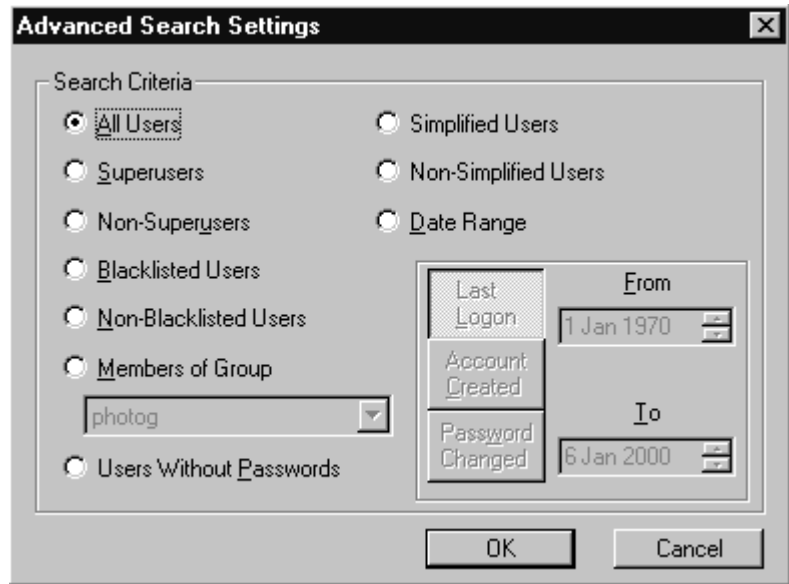 Advanced Search Settings
Search Criteria
All Users
Superusers
Non-Superusers
Blacklisted Users
Non-Blacklisted Users
Members of Group
photog
Users Without Passwords
Simplified Users
Non-Simplified Users
Date Range
Last
Logon
Account
Created
Password
Changed
From
1 Jan 1970
To
6 Jan 2000
OK
Cancel